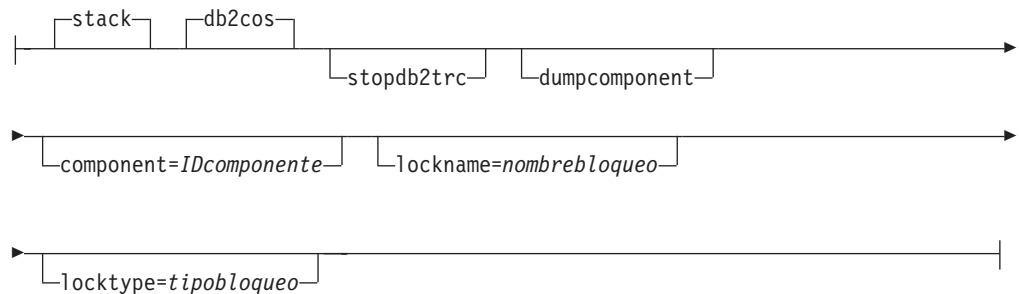 stack db2cos
stopdb2trc dumpcomponent
component=IDcomponente lockname=nombrebloqueo
locktype=tipobloqueo